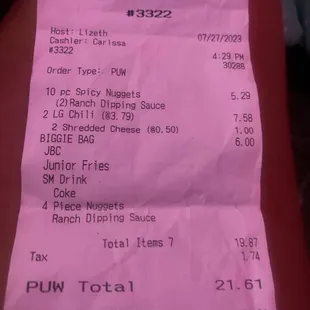 #3322
Host: Lizeth 07/27/2023
Cashier: Carissa
#3322 4:29 PM
30288
Order Type: PUW
10 pc Spicy Nuggets 5.29
(2) Ranch Dipping Sauce
2 LG Chili (@3.79) 7.58
2 Shredded Cheese (@0.50) 1.00
BIGGIE BAG 6.00
JBC
Junior Fries
SM Drink
Coke
4 Piece Nuggets
Ranch Dipping Sauce
Total Items 7 19.87
Tax 1.74
PUW Total 21.61